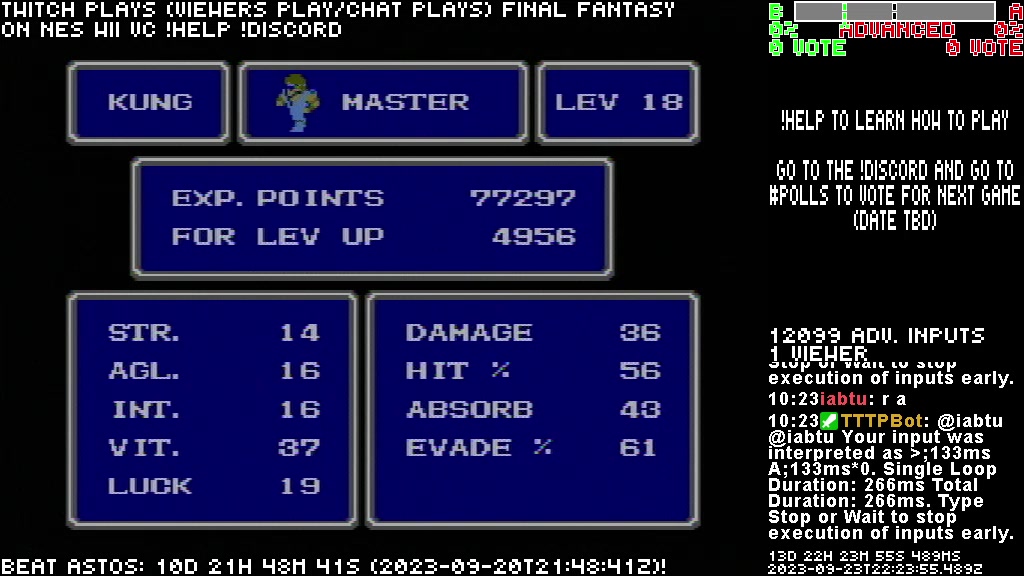 TWITCH PLAYS (VIEWERS PLAY/CHAT PLAYS) FINAL FANTASY
ON NES WII VC !HELP !DISCORD
B A
0% ADVANCED 0%
0 VOTE 0 VOTE
KUNG MASTER LEV 18
EXP. POINTS 77297
FOR LEV UP 4956
STR. 14
AGL. 16
INT. 16
VIT. 37
LUCK 19
DAMAGE 36
HIT % 56
ABSORB 43
EVADE % 61
!HELP TO LEARN HOW TO PLAY
GO TO THE !DISCORD AND GO TO
#POLLS TO VOTE FOR NEXT GAME
(DATE TBD)
12099 ADV. INPUTS
1 VIEWER
Stop or Wait to stop
execution of inputs early.
10:23 iabtu: r a
10:23 TTTPBot: @iabtu
@iabtu Your input was
interpreted as >;133ms
A;133ms*0. Single Loop
Duration: 266ms Total
Duration: 266ms. Type
Stop or Wait to stop
execution of inputs early.
13D 22H 23M 55S 489MS
2023-09-23T22:23:55.489Z
BEAT ASTOS: 10D 21H 48M 41S (2023-09-20T21:48:41Z)!